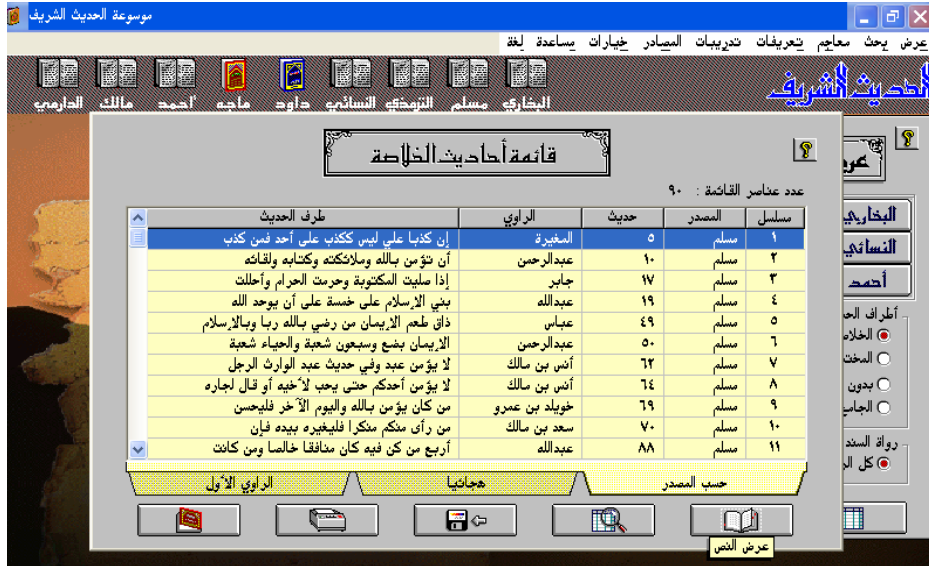 موسوعة الحديث الشريف
عرض بحث معاجم تعريفات تدريبات المصادر خيارات مساعدة لغة
الحديث الشريف
البخاري مسلم الترمذي النسائي داود ماجه أحمد مالك الدارمي
قائمة أحاديث الخلاصة
عدد عناصر القائمة : ٩٠
مسلسل المصدر حديث الراوي طرف الحديث
١ مسلم ٥ المغيرة إن كذبا علي ليس ككذب على أحد فمن كذب
٢ مسلم ١٠ عبدالرحمن أن تؤمن بالله وملائكته وكتابه ولقائه
٣ مسلم ١٧ جابر إذا صليت المكتوبة وحرمت الحرام وأحللت
٤ مسلم ١٩ عبدالله بني الإسلام على خمسة على أن يوحد الله
٥ مسلم ٤٩ عباس ذاق طعم الإيمان من رضي بالله ربا وبالإسلام
٦ مسلم ٥٠ عبدالرحمن الإيمان بضع وسبعون شعبة والحياء شعبة
٧ مسلم ٦٢ أنس بن مالك لا يؤمن عبد وفي حديث عبد الوارث الرجل
٨ مسلم ٦٤ أنس بن مالك لا يؤمن أحدكم حتى يحب لأخيه أو قال لجاره
٩ مسلم ٦٩ خويلد بن عمرو من كان يؤمن بالله واليوم الآخر فليحسن
١٠ مسلم ٧٠ سعد بن مالك من رأى منكم منكرا فليغيره بيده فإن
١١ مسلم ٨٨ عبدالله أربع من كن فيه كان منافقا خالصا ومن كانت
حسب المصدر هجائيا الراوي الأول
عرض النص
البخاري
النسائي
أحمد
أطراف
بدون
رواة السند
كل